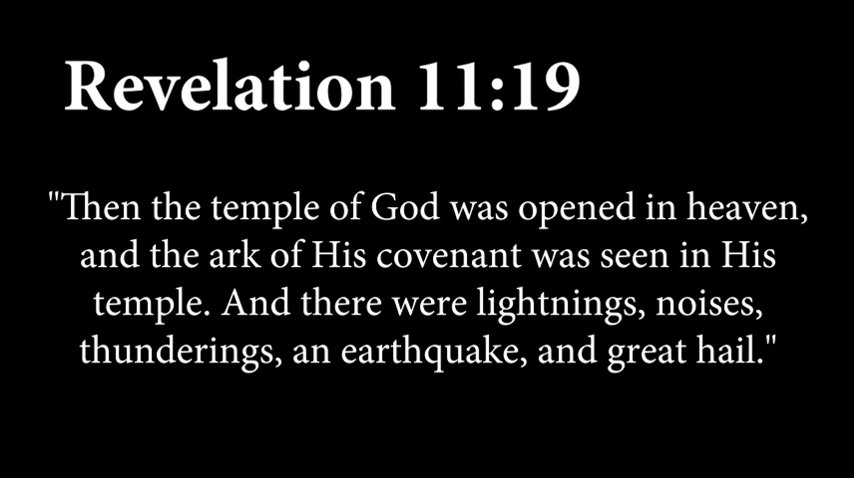 Revelation 11:19
"Then the temple of God was opened in heaven,
and the ark of His covenant was seen in His
temple. And there were lightnings, noises,
thunderings, an earthquake, and great hail."